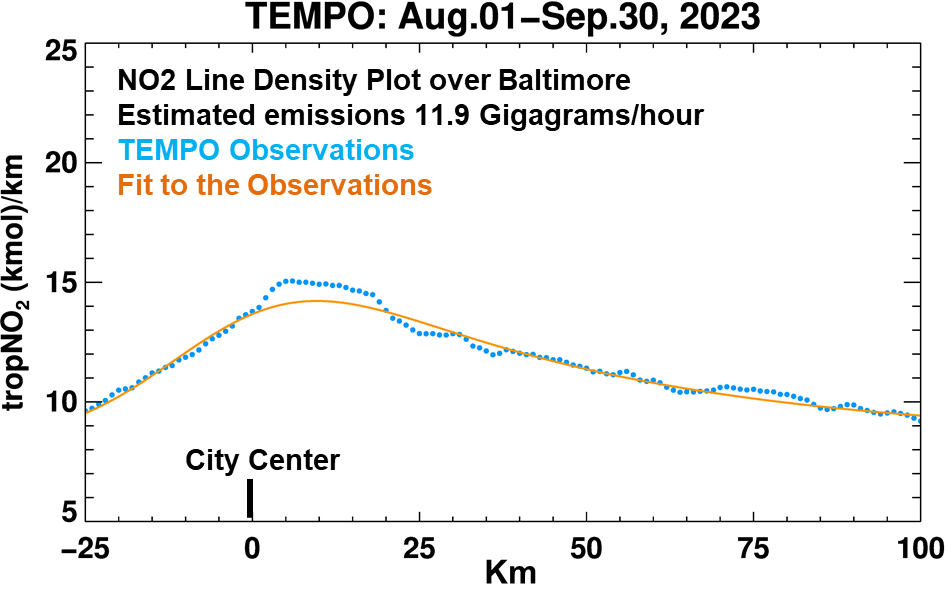 TEMPO: Aug.01–Sep.30, 2023
25
20
15
10
5
tropNO₂ (kmol)/km
NO2 Line Density Plot over Baltimore
Estimated emissions 11.9 Gigagrams/hour
TEMPO Observations
Fit to the Observations
City Center
−25 0 25 50 75 100
Km